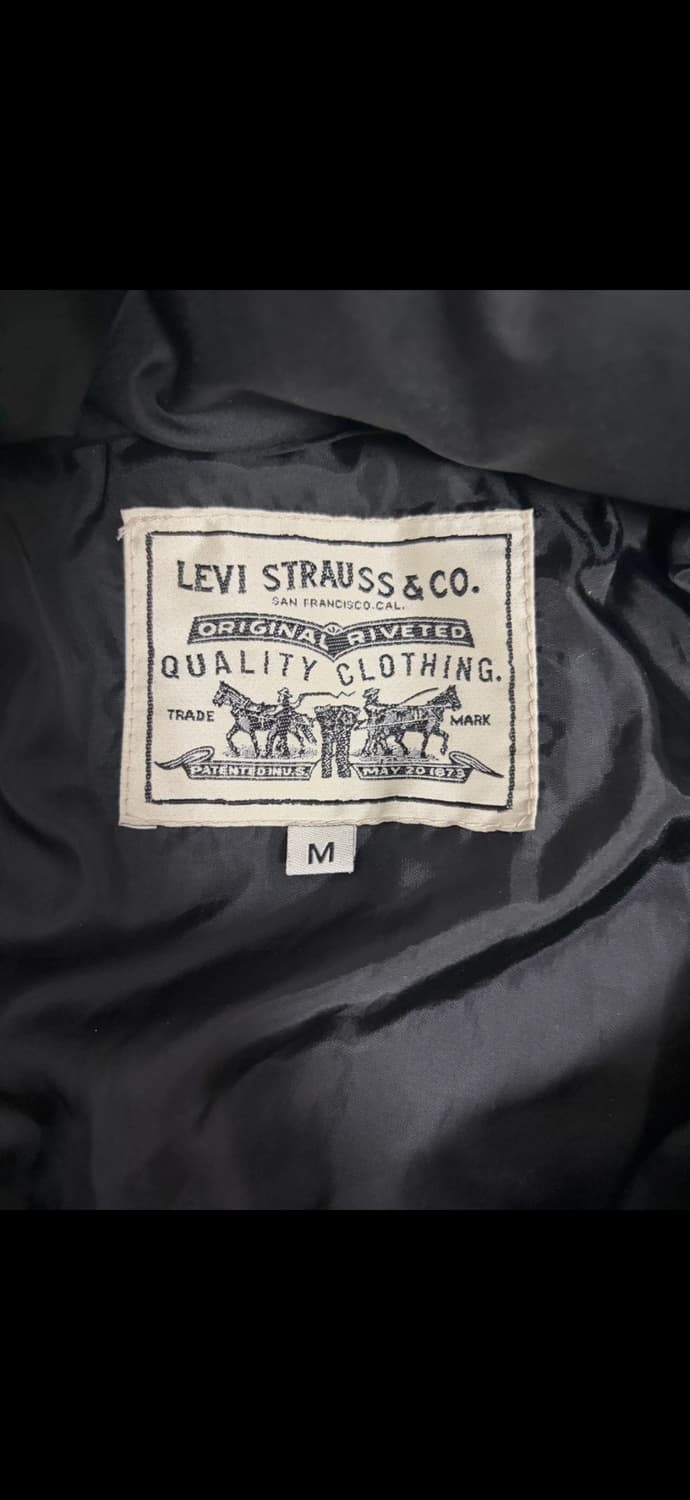 LEVI STRAUSS & CO.
SAN FRANCISCO.CAL.
ORIGINAL RIVETED
QUALITY CLOTHING.
TRADE MARK
PATENTED IN U.S. MAY 20 1873
M